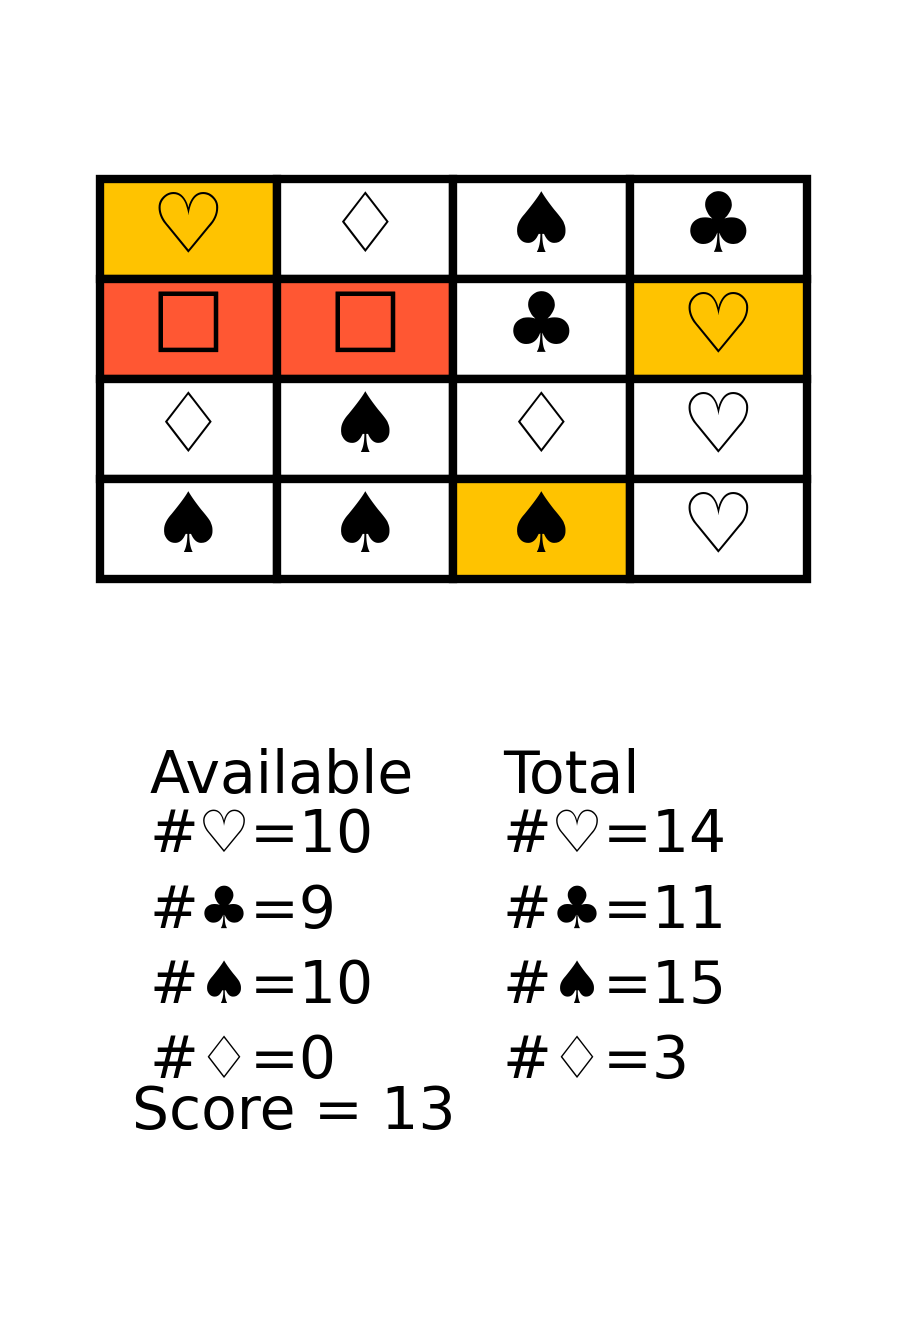 ♡ ♢ ♠ ♣
□ □ ♣ ♡
♢ ♠ ♢ ♡
♠ ♠ ♠ ♡
Available Total
#♡=10 #♡=14
#♣=9 #♣=11
#♠=10 #♠=15
#♢=0 #♢=3
Score = 13